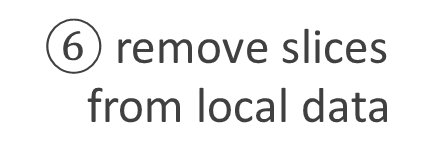 ⑥ remove slices
from local data